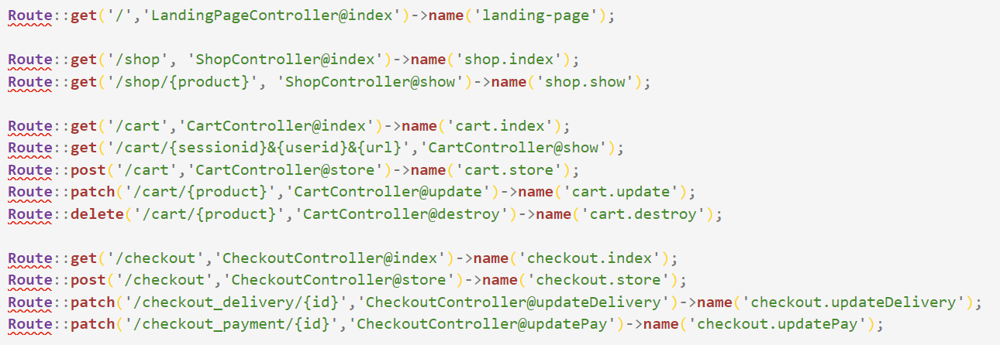 Route::get('/','LandingPageController@index')->name('landing-page');
Route::get('/shop', 'ShopController@index')->name('shop.index');
Route::get('/shop/{product}', 'ShopController@show')->name('shop.show');
Route::get('/cart','CartController@index')->name('cart.index');
Route::get('/cart/{sessionid}&{userid}&{url}','CartController@show');
Route::post('/cart','CartController@store')->name('cart.store');
Route::patch('/cart/{product}','CartController@update')->name('cart.update');
Route::delete('/cart/{product}','CartController@destroy')->name('cart.destroy');
Route::get('/checkout','CheckoutController@index')->name('checkout.index');
Route::post('/checkout','CheckoutController@store')->name('checkout.store');
Route::patch('/checkout_delivery/{id}','CheckoutController@updateDelivery')->name('checkout.updateDelivery');
Route::patch('/checkout_payment/{id}','CheckoutController@updatePay')->name('checkout.updatePay');